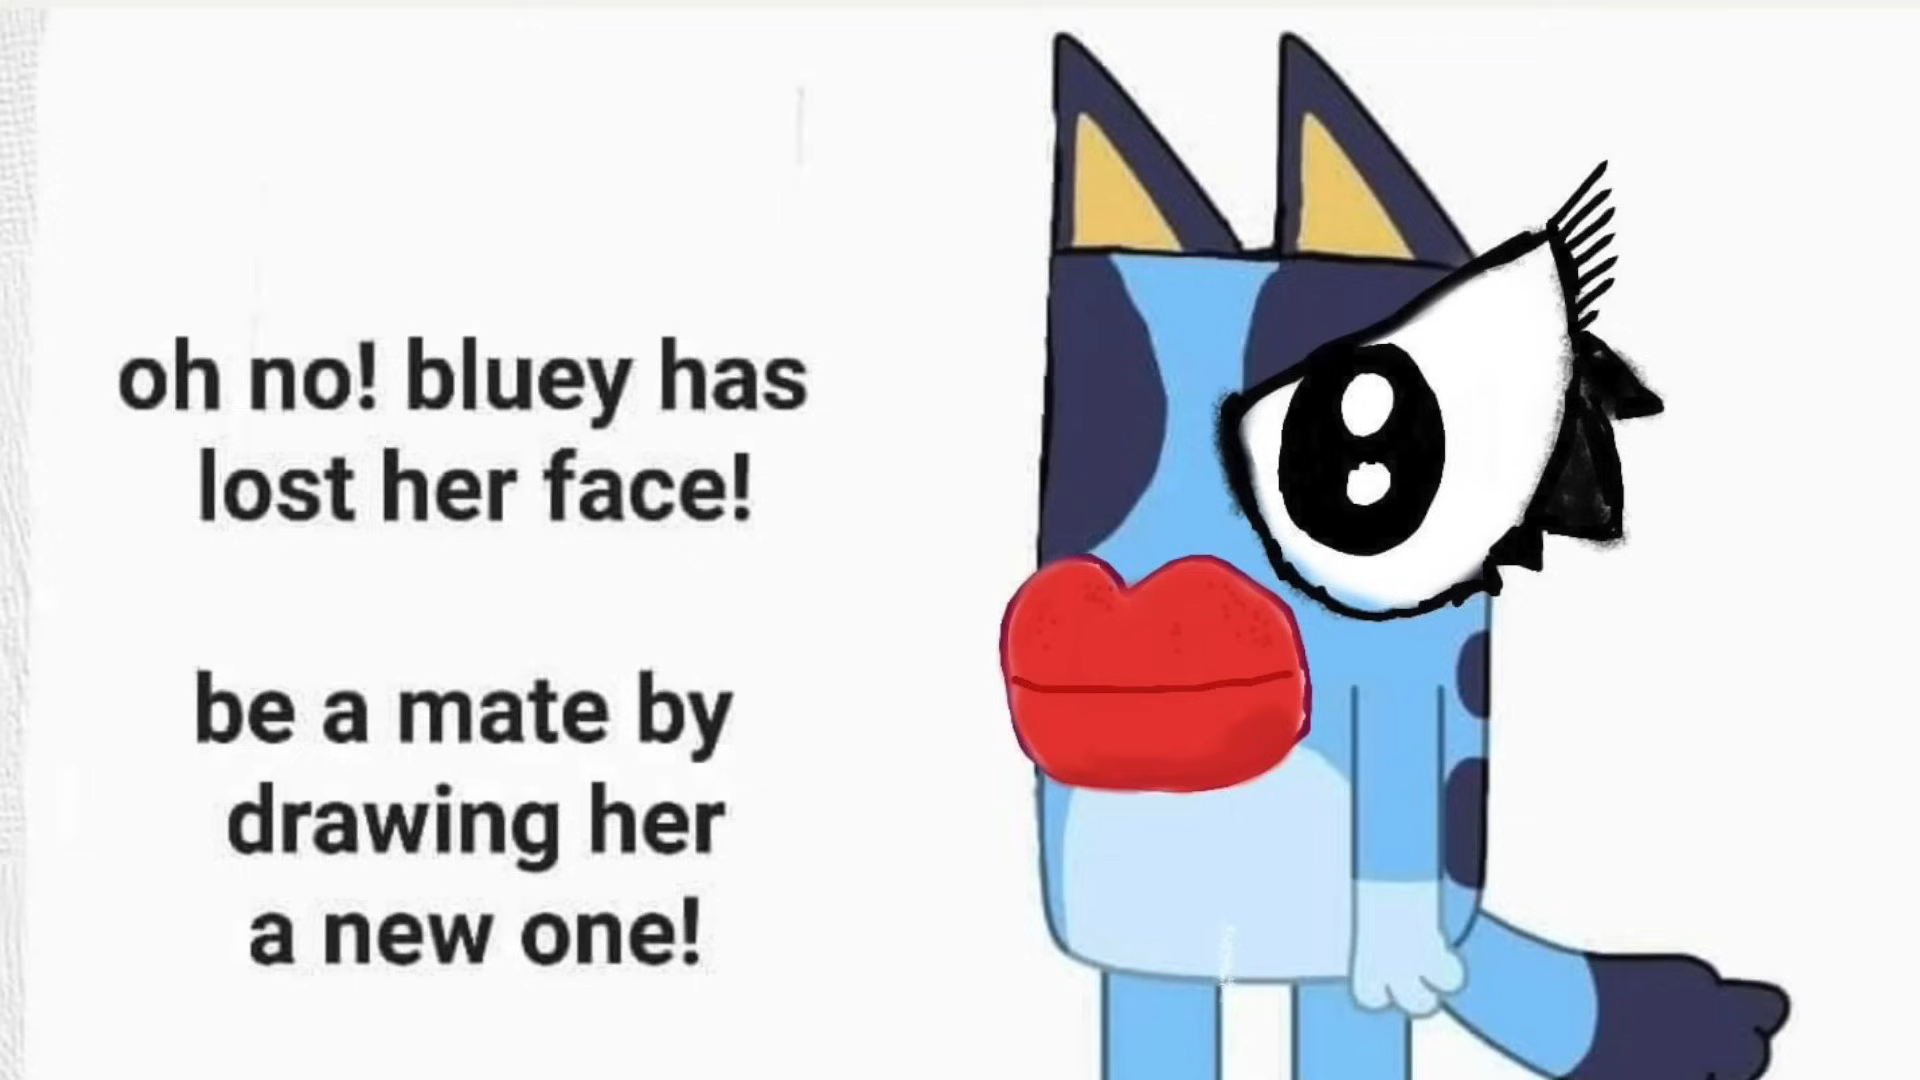 oh no! bluey has
lost her face!
be a mate by
drawing her
a new one!